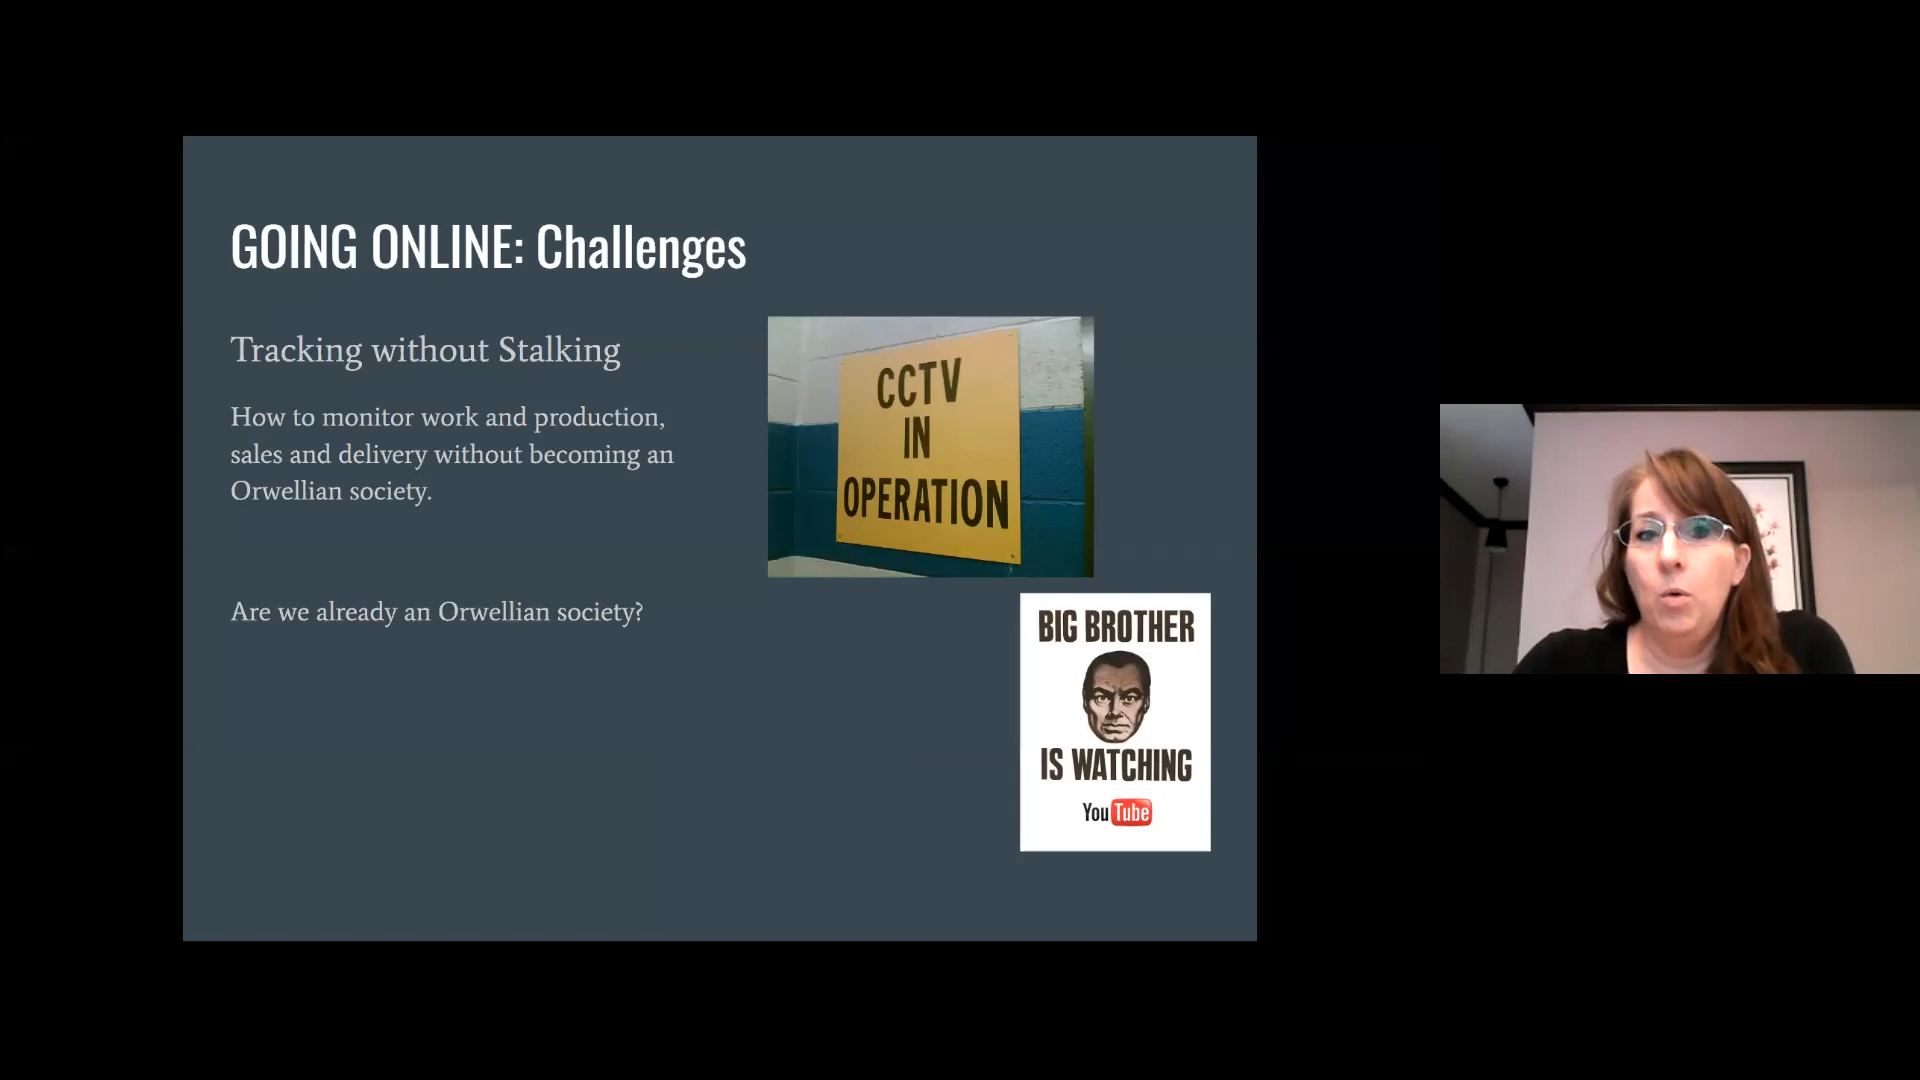 GOING ONLINE: Challenges
Tracking without Stalking
How to monitor work and production,
sales and delivery without becoming an
Orwellian society.
Are we already an Orwellian society?
CCTV
IN
OPERATION
BIG BROTHER
IS WATCHING
YouTube